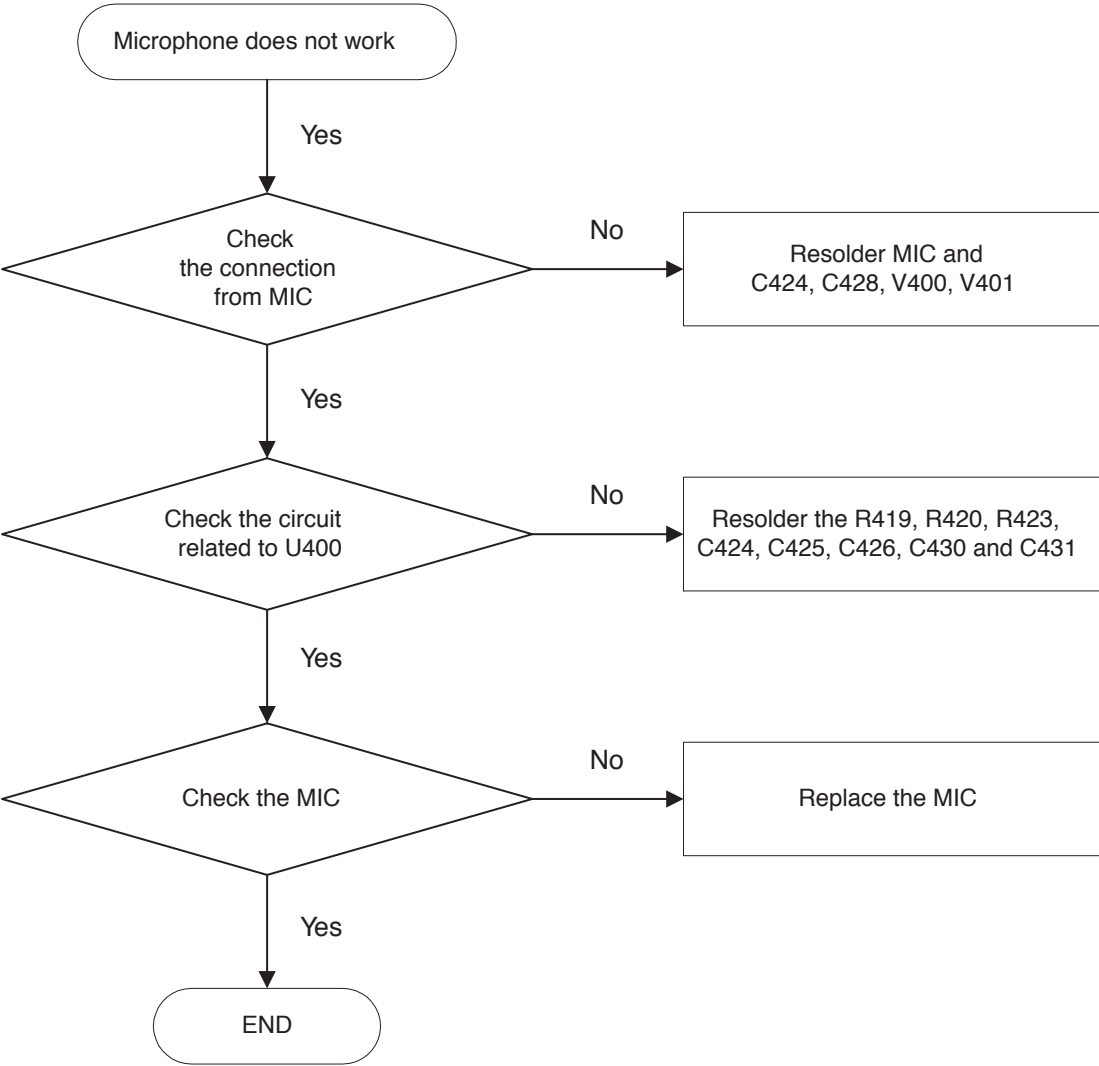 Microphone does not work
Yes
Check
the connection
from MIC
No
Resolder MIC and
C424, C428, V400, V401
Yes
Check the circuit
related to U400
No
Resolder the R419, R420, R423,
C424, C425, C426, C430 and C431
Yes
Check the MIC
No
Replace the MIC
Yes
END